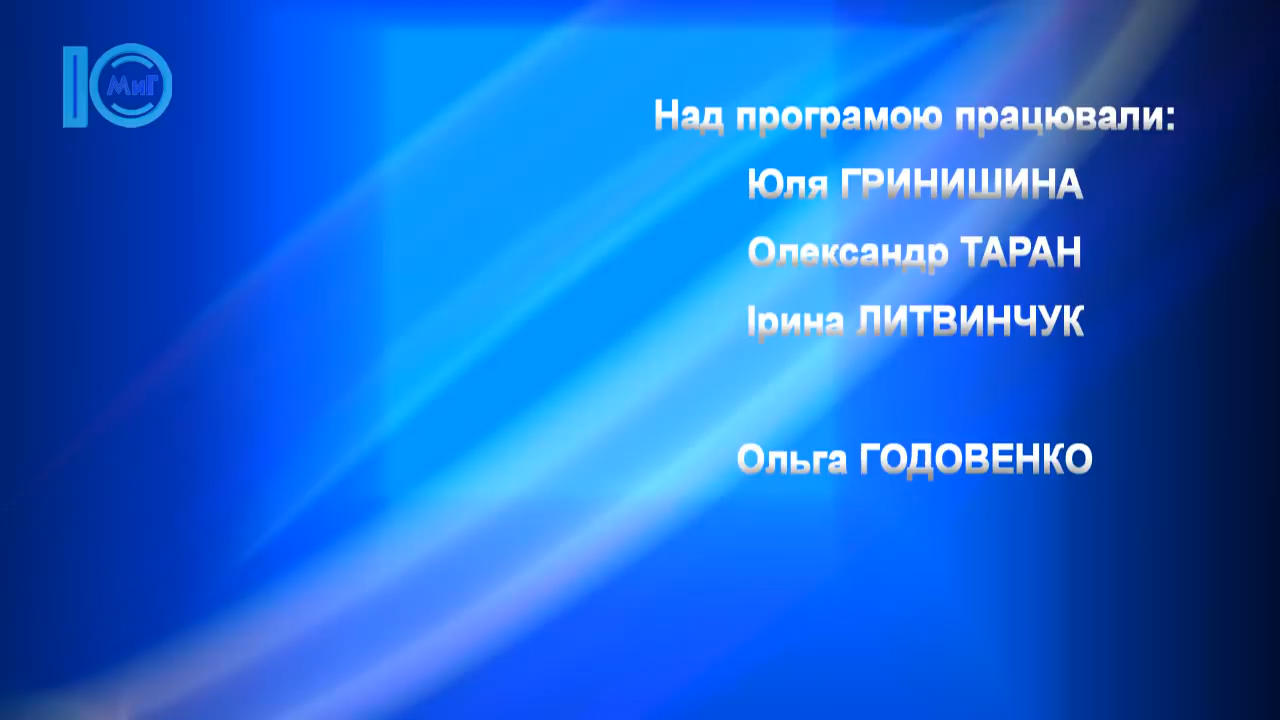 МиГ
Над програмою працювали:
Юля ГРИНИШИНА
Олександр ТАРАН
Ірина ЛИТВИНЧУК
Ольга ГОДОВЕНКО